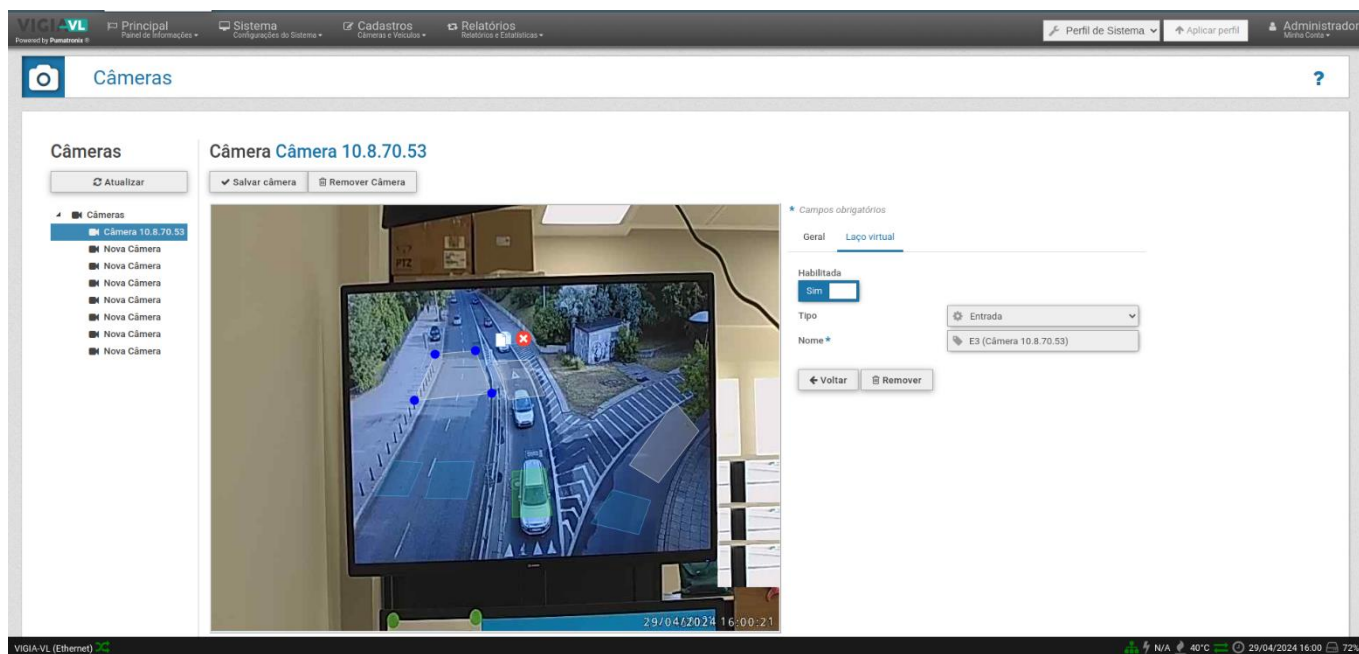 VIGIA-VL
Powered by Pumatronix ®
Principal
Painel de Informações
Sistema
Configurações do Sistema
Cadastros
Câmeras e Veículos
Relatórios
Relatórios e Estatísticas
Perfil de Sistema
Aplicar perfil
Administrador
Minha Conta
Câmeras
?
Câmeras
Câmera Câmera 10.8.70.53
Atualizar
Salvar câmera
Remover Câmera
* Campos obrigatórios
Câmeras
Câmera 10.8.70.53
Nova Câmera
Nova Câmera
Nova Câmera
Nova Câmera
Nova Câmera
Nova Câmera
Nova Câmera
Geral
Laço virtual
PTZ
Habilitada
Sim
Tipo
Entrada
Nome *
E3 (Câmera 10.8.70.53)
Voltar
Remover
29/04/2024 16:00:21
VIGIA-VL (Ethernet)
N/A
40°C
29/04/2024 16:00
72%